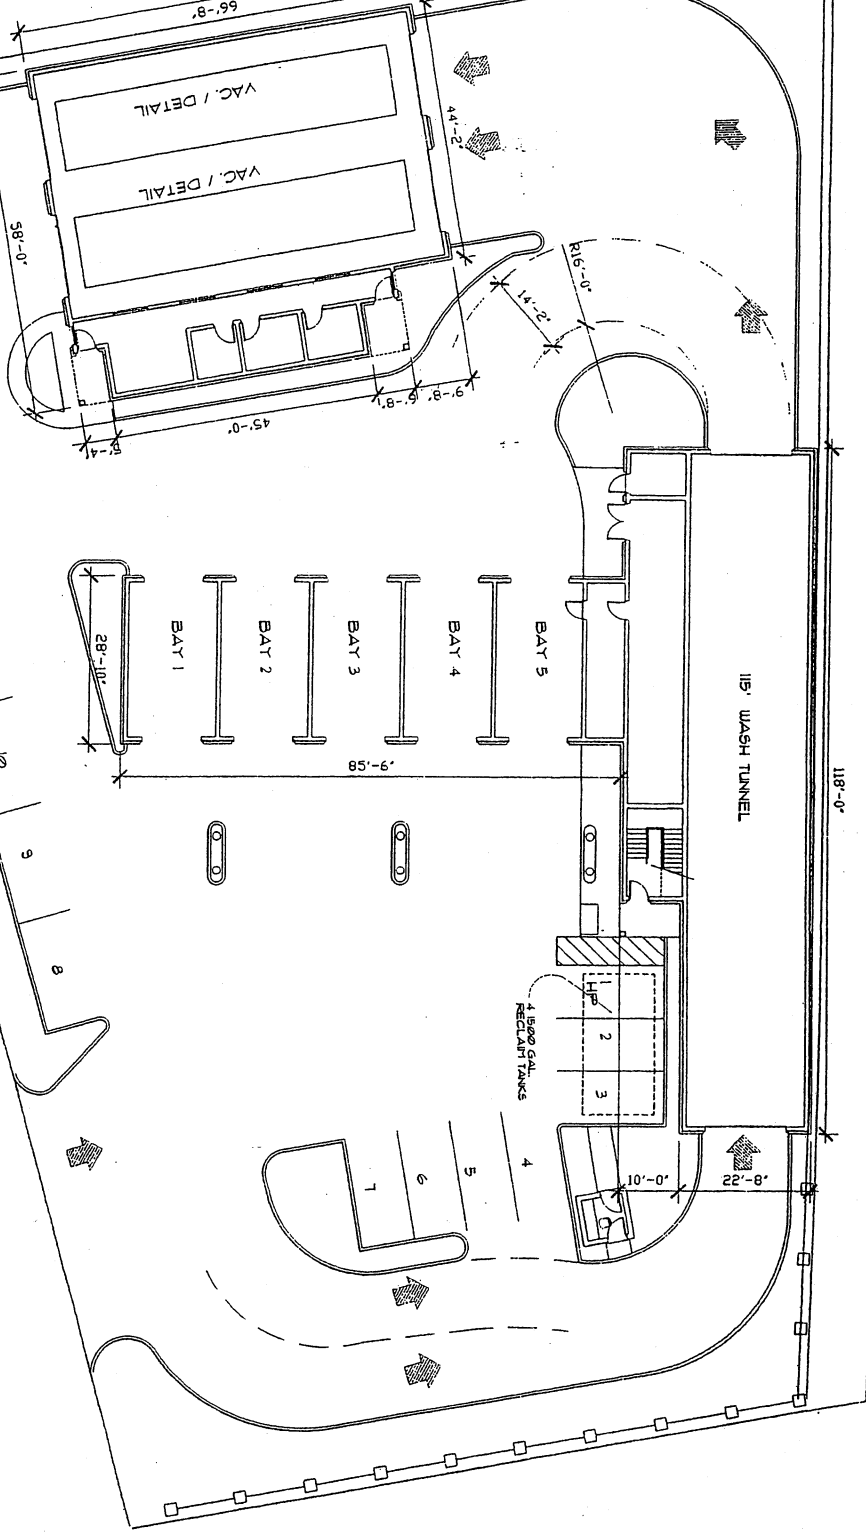 66'-8"
VAC. / DETAIL
44'-2"
VAC. / DETAIL
58'-0"
R16'-0"
14'-2"
9'-8"
6'-8"
45'-0"
5'-4"
BAY 1
BAY 2
BAY 3
BAY 4
BAY 5
28'-10"
115' WASH TUNNEL
85'-6"
118'-0"
10
9
8
1
HP
2
3
4 1500 GAL.
RECLAIM TANKS
4
5
6
7
10'-0"
22'-8"